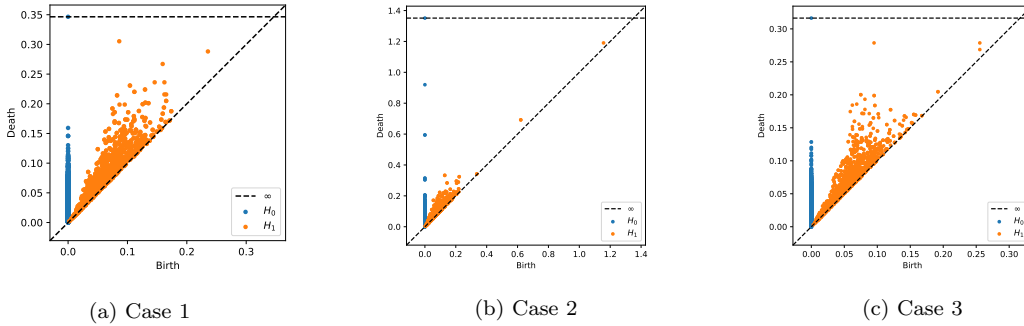 0.35
0.30
0.25
0.20
0.15
0.10
0.05
0.00
Death
0.0 0.1 0.2 0.3
Birth
∞
H₀
H₁
(a) Case 1
1.4
1.2
1.0
0.8
0.6
0.4
0.2
0.0
Death
0.0 0.2 0.4 0.6 0.8 1.0 1.2 1.4
Birth
∞
H₀
H₁
(b) Case 2
0.30
0.25
0.20
0.15
0.10
0.05
0.00
Death
0.00 0.05 0.10 0.15 0.20 0.25 0.30
Birth
∞
H₀
H₁
(c) Case 3